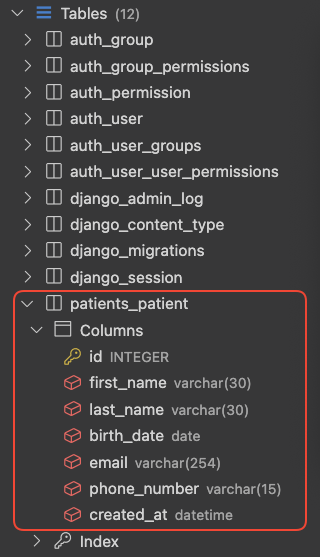 Tables (12)
auth_group
auth_group_permissions
auth_permission
auth_user
auth_user_groups
auth_user_user_permissions
django_admin_log
django_content_type
django_migrations
django_session
patients_patient
Columns
id INTEGER
first_name varchar(30)
last_name varchar(30)
birth_date date
email varchar(254)
phone_number varchar(15)
created_at datetime
Index